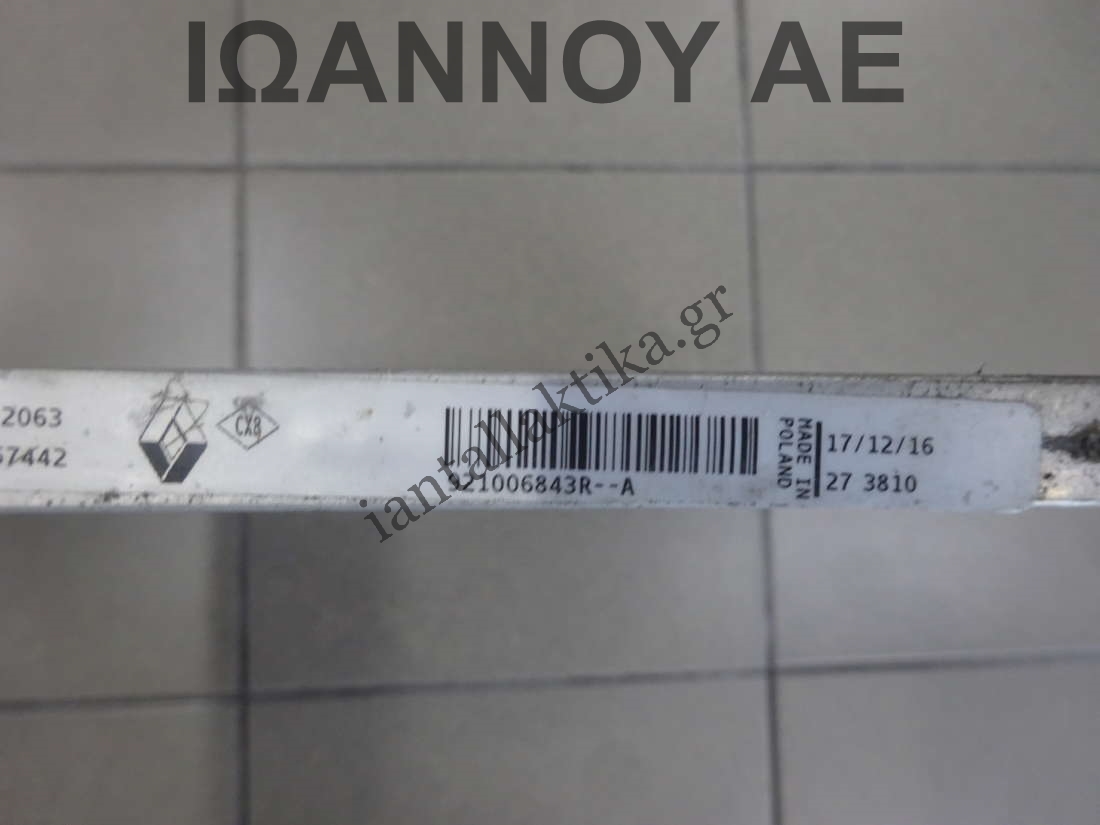 ΙΩΑΝΝΟΥ ΑΕ
iantallaktika.gr
2063
57442
CX8
921006843R--A
MADE IN
POLAND
17/12/16
27 3810